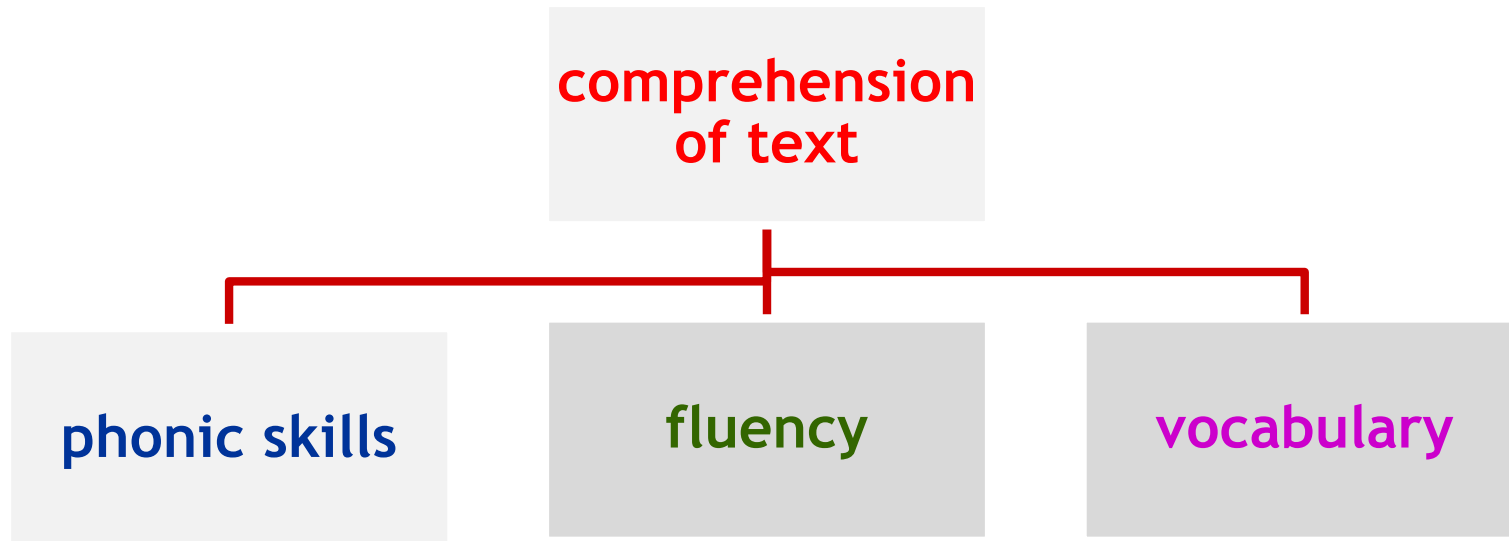 comprehension
of text
phonic skills
fluency
vocabulary